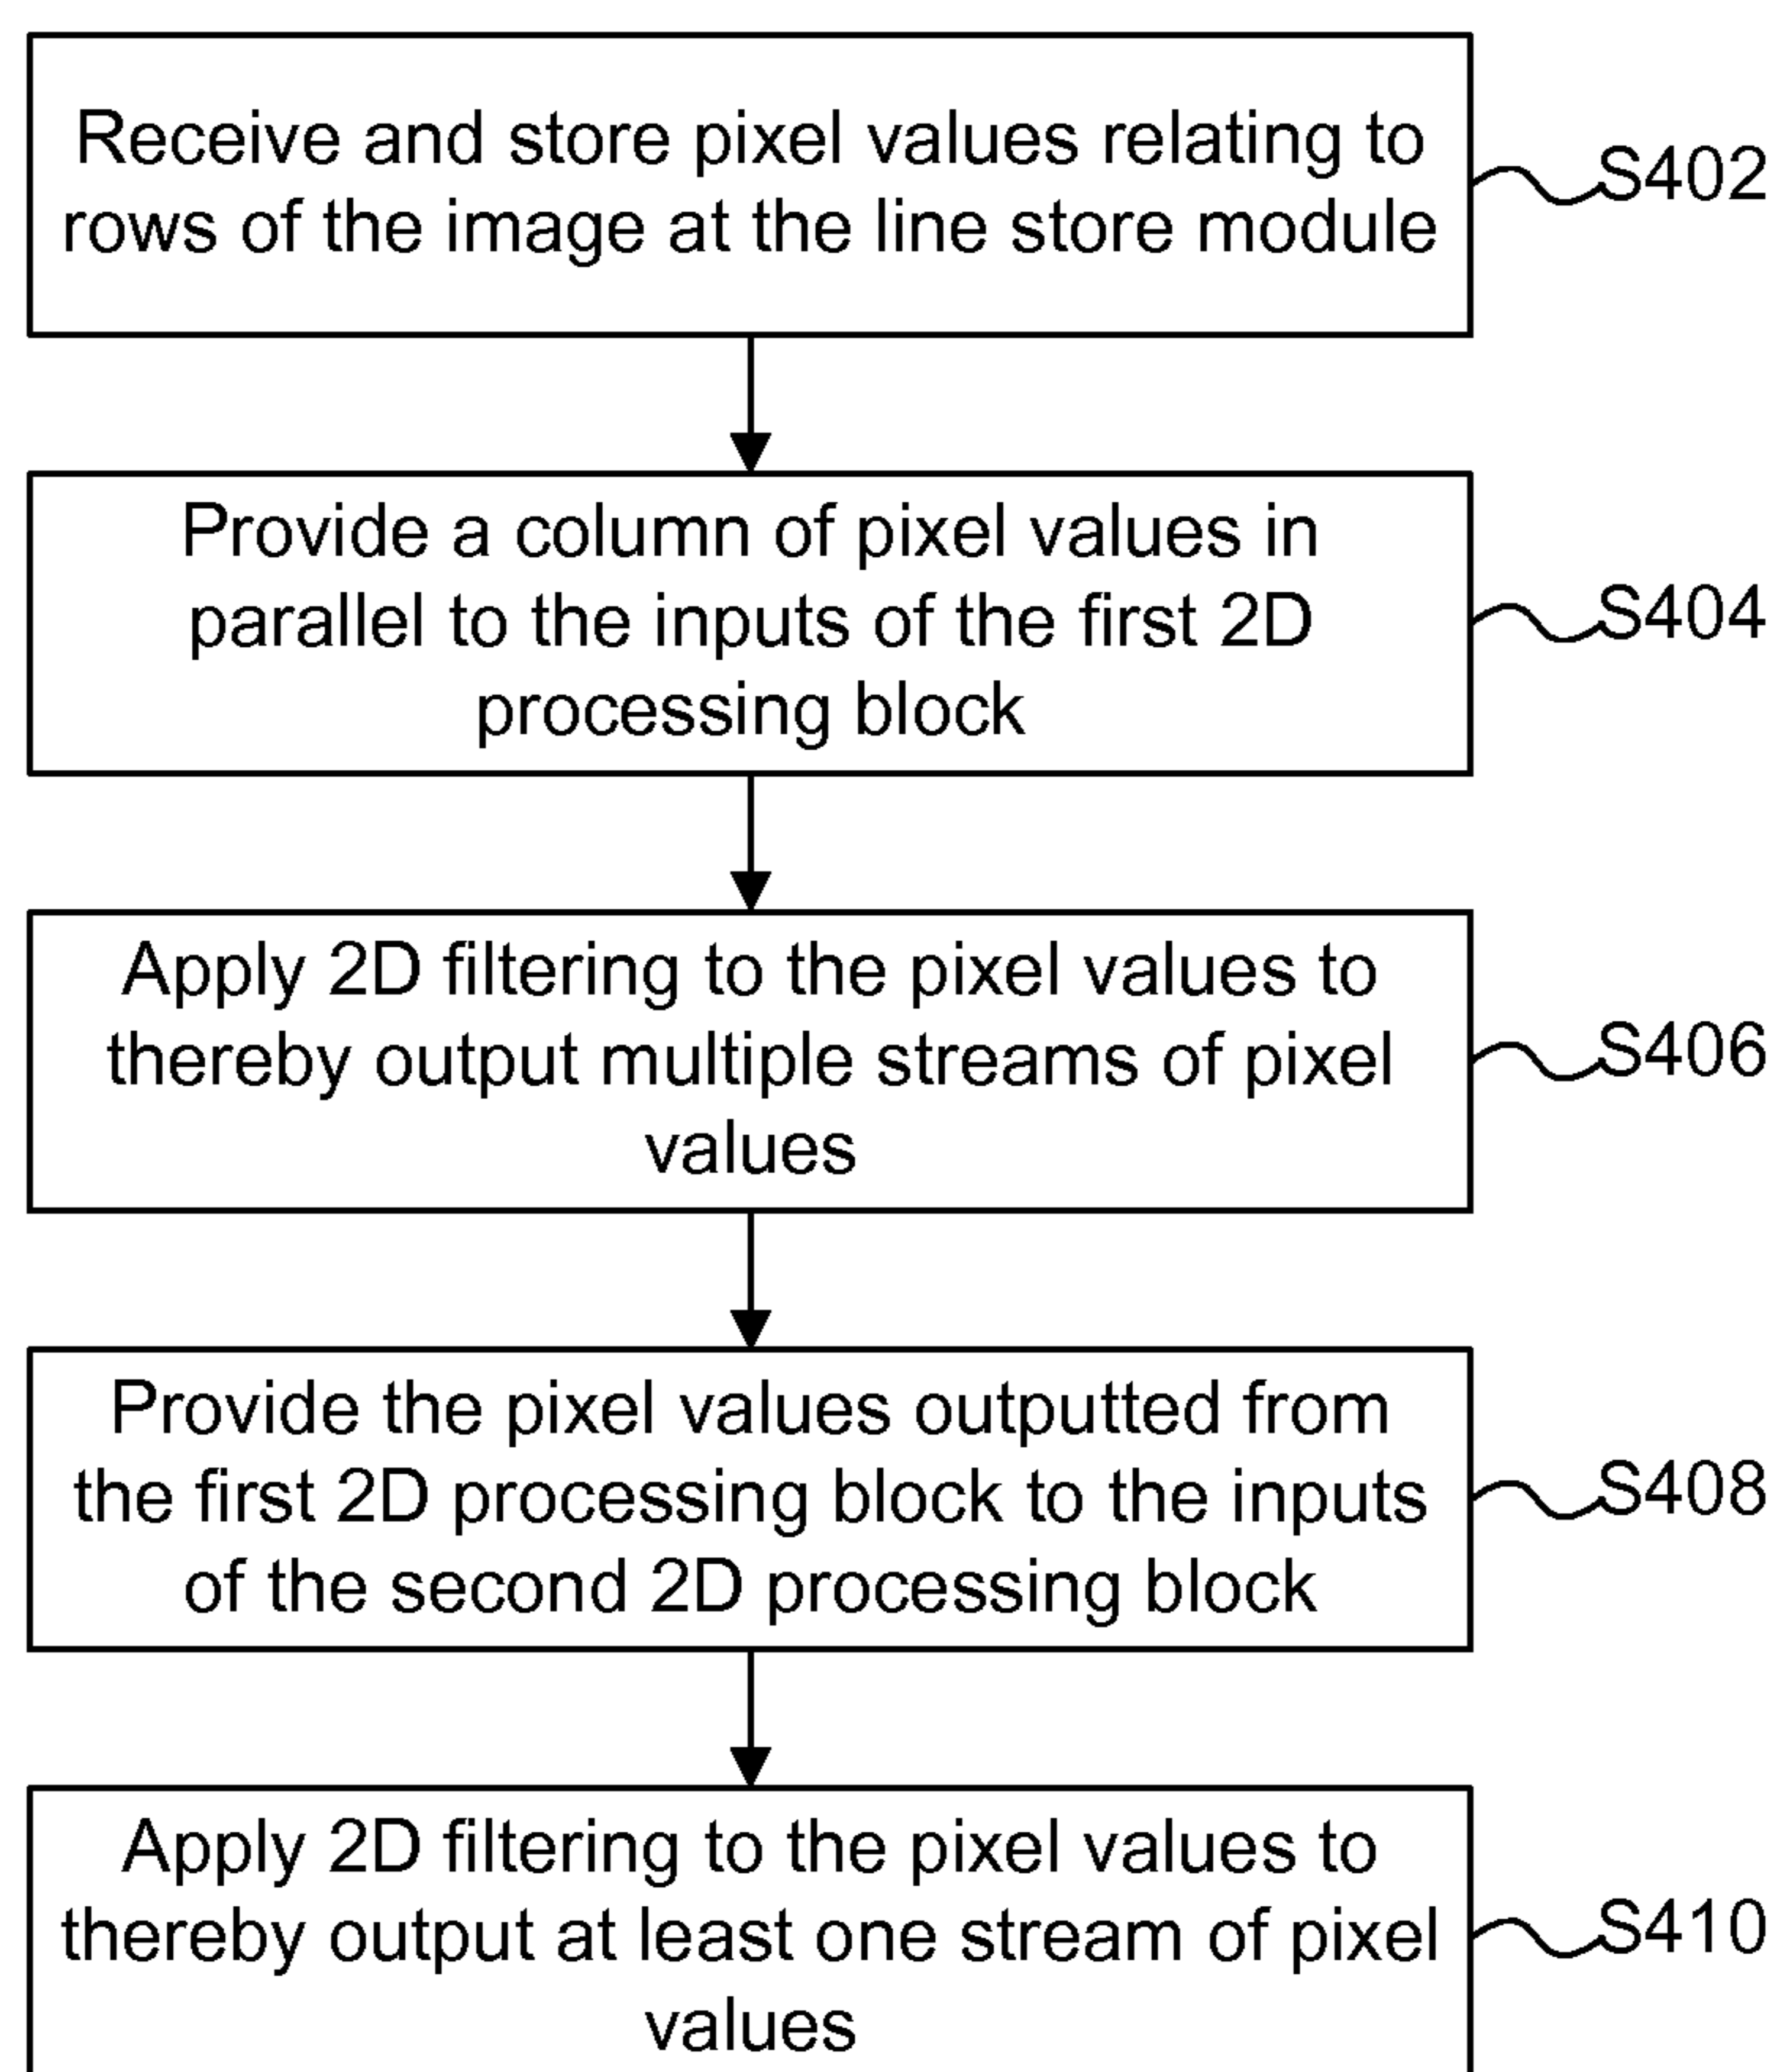 Receive and store pixel values relating to
rows of the image at the line store module
S402
Provide a column of pixel values in
parallel to the inputs of the first 2D
processing block
S404
Apply 2D filtering to the pixel values to
thereby output multiple streams of pixel
values
S406
Provide the pixel values outputted from
the first 2D processing block to the inputs
of the second 2D processing block
S408
Apply 2D filtering to the pixel values to
thereby output at least one stream of pixel
values
S410